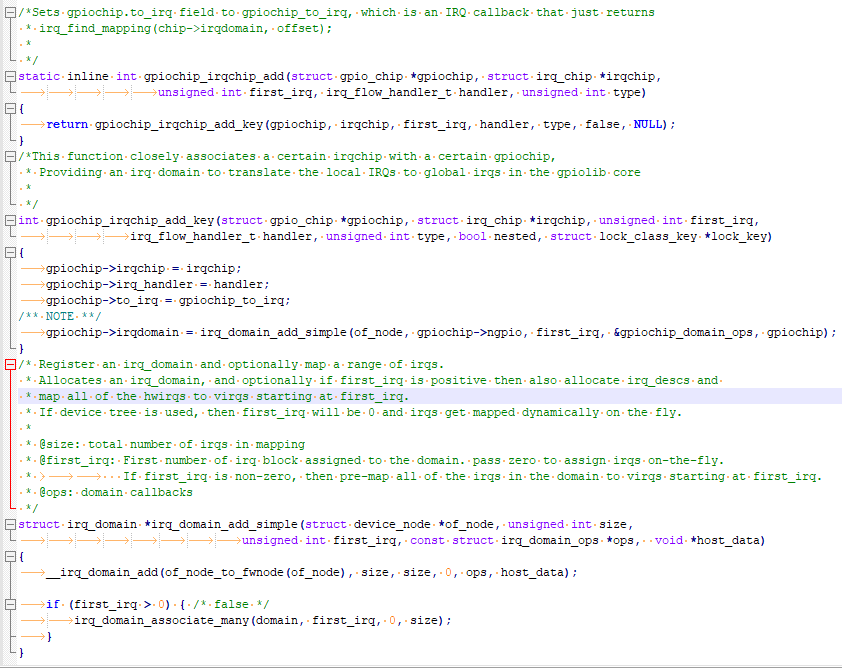 /*Sets gpiochip.to_irq field to gpiochip_to_irq, which is an IRQ callback that just returns
 * irq_find_mapping(chip->irqdomain, offset);
 *
 */
static inline int gpiochip_irqchip_add(struct gpio_chip *gpiochip, struct irq_chip *irqchip,
					unsigned int first_irq, irq_flow_handler_t handler, unsigned int type)
{
	return gpiochip_irqchip_add_key(gpiochip, irqchip, first_irq, handler, type, false, NULL);
}
/*This function closely associates a certain irqchip with a certain gpiochip,
 * Providing an irq domain to translate the local IRQs to global irqs in the gpiolib core
 *
 */
int gpiochip_irqchip_add_key(struct gpio_chip *gpiochip, struct irq_chip *irqchip, unsigned int first_irq,
				irq_flow_handler_t handler, unsigned int type, bool nested, struct lock_class_key *lock_key)
{
	gpiochip->irqchip = irqchip;
	gpiochip->irq_handler = handler;
	gpiochip->to_irq = gpiochip_to_irq;
/** NOTE **/
	gpiochip->irqdomain = irq_domain_add_simple(of_node, gpiochip->ngpio, first_irq, &gpiochip_domain_ops, gpiochip);
}
/* Register an irq_domain and optionally map a range of irqs.
 * Allocates an irq_domain, and optionally if first_irq is positive then also allocate irq_descs and
 * map all of the hwirqs to virqs starting at first_irq.
 * If device tree is used, then first_irq will be 0 and irqs get mapped dynamically on the fly.
 *
 * @size: total number of irqs in mapping
 * @first_irq: First number of irq block assigned to the domain. pass zero to assign irqs on-the-fly.
 * 			If first_irq is non-zero, then pre-map all of the irqs in the domain to virqs starting at first_irq.
 * @ops: domain callbacks
 */
struct irq_domain *irq_domain_add_simple(struct device_node *of_node, unsigned int size,
								unsigned int first_irq, const struct irq_domain_ops *ops,  void *host_data)
{
	__irq_domain_add(of_node_to_fwnode(of_node), size, size, 0, ops, host_data);

	if (first_irq > 0) { /* false */
		irq_domain_associate_many(domain, first_irq, 0, size);
	}
}